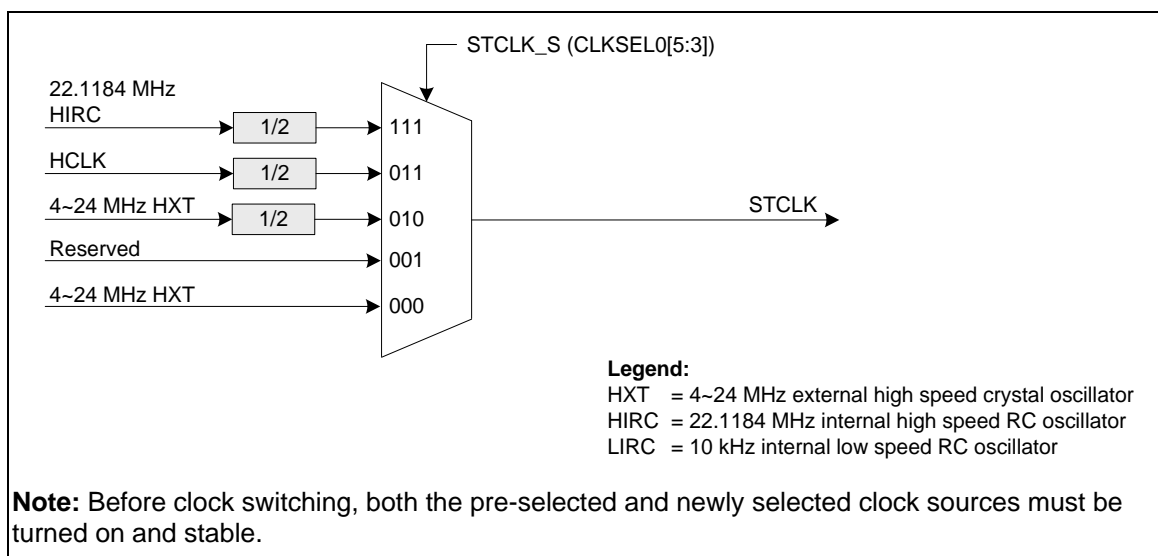 STCLK_S (CLKSEL0[5:3])
22.1184 MHz
HIRC
1/2
111
HCLK
1/2
011
4~24 MHz HXT
1/2
010
STCLK
Reserved
001
4~24 MHz HXT
000
Legend:
HXT = 4~24 MHz external high speed crystal oscillator
HIRC = 22.1184 MHz internal high speed RC oscillator
LIRC = 10 kHz internal low speed RC oscillator
Note: Before clock switching, both the pre-selected and newly selected clock sources must be
turned on and stable.